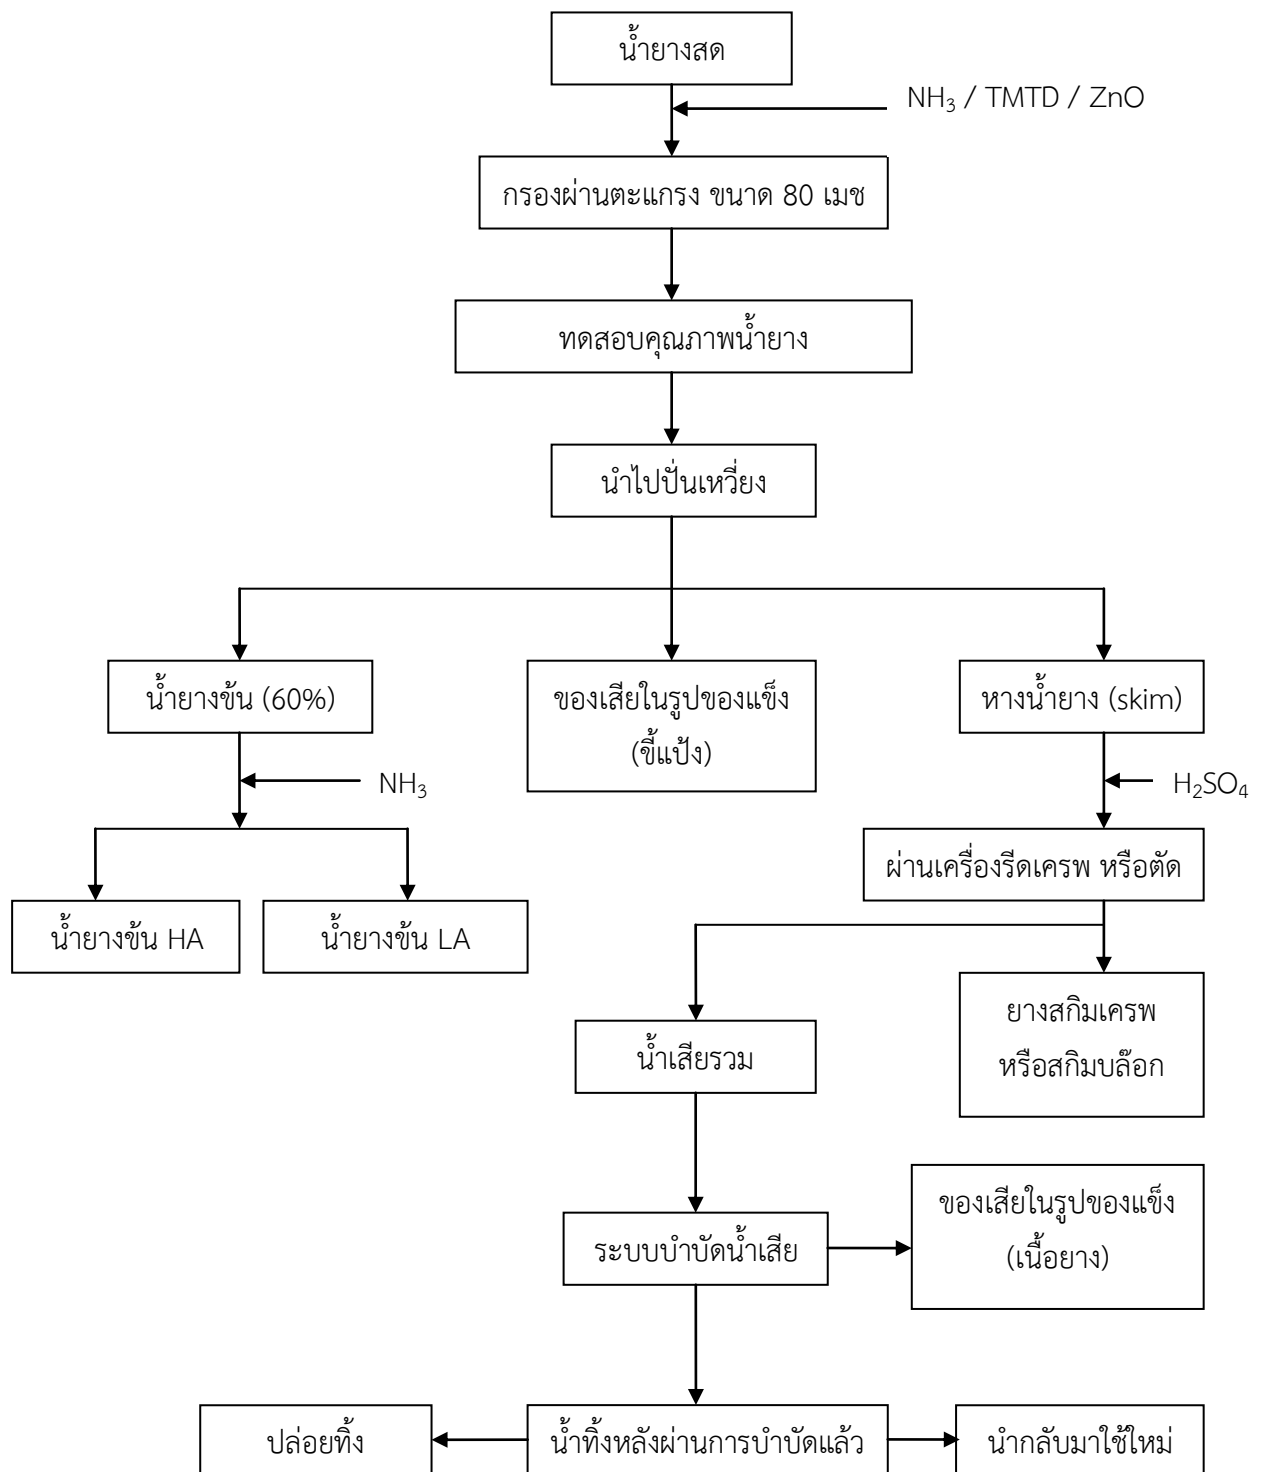 น้ำยางสด
NH₃ / TMTD / ZnO
กรองผ่านตะแกรง ขนาด 80 เมช
ทดสอบคุณภาพน้ำยาง
นำไปปั่นเหวี่ยง
น้ำยางข้น (60%)
ของเสียในรูปของแข็ง
(ขี้แป้ง)
หางน้ำยาง (skim)
NH₃
H₂SO₄
ผ่านเครื่องรีดเครพ หรือตัด
น้ำยางข้น HA
น้ำยางข้น LA
ยางสกิมเครพ
หรือสกิมบล๊อก
น้ำเสียรวม
ของเสียในรูปของแข็ง
(เนื้อยาง)
ระบบบำบัดน้ำเสีย
ปล่อยทิ้ง
น้ำทิ้งหลังผ่านการบำบัดแล้ว
นำกลับมาใช้ใหม่